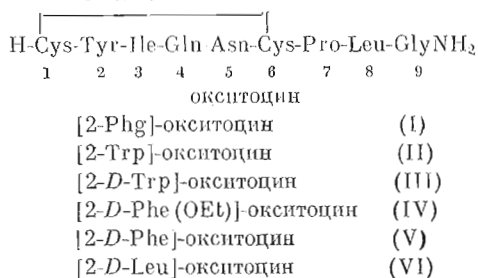 H-Cys-Tyr-Ile-Gln Asn-Cys-Pro-Leu-GlyNH₂
1 2 3 4 5 6 7 8 9
окситоцин
[2-Phg]-окситоцин (I)
[2-Trp]-окситоцин (II)
[2-D-Trp]-окситоцин (III)
[2-D-Phe(OEt)]-окситоцин (IV)
[2-D-Phe]-окситоцин (V)
[2-D-Leu]-окситоцин (VI)